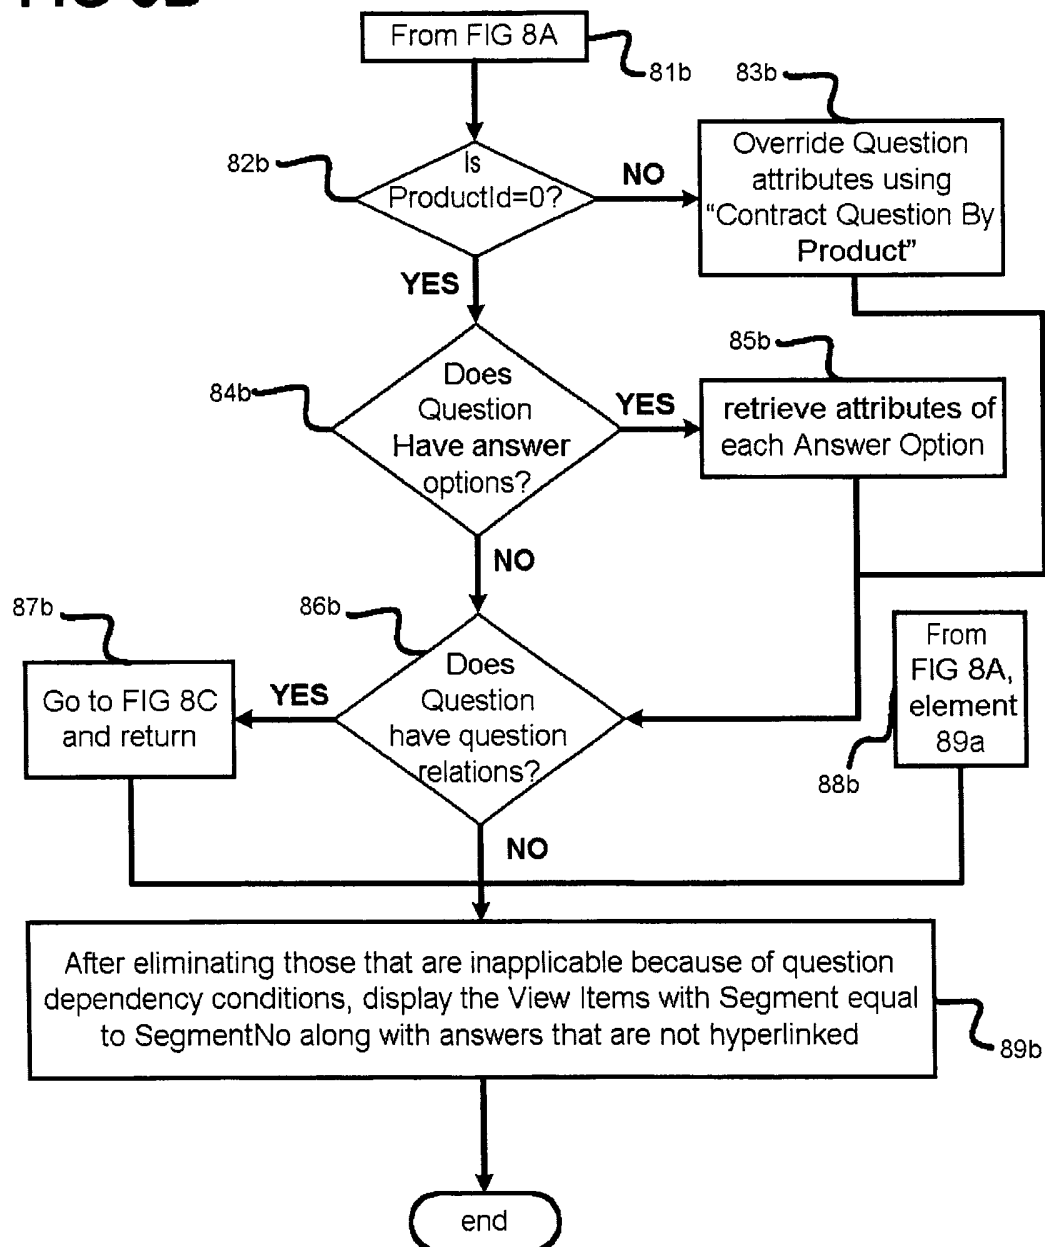 From FIG 8A
81b
83b
82b
Is
ProductId=0?
NO
Override Question
attributes using
“Contract Question By
Product”
YES
85b
84b
Does
Question
Have answer
options?
YES
retrieve attributes of
each Answer Option
NO
87b
86b
Does
Question
have question
relations?
YES
Go to FIG 8C
and return
From
FIG 8A,
element
89a
88b
NO
After eliminating those that are inapplicable because of question
dependency conditions, display the View Items with Segment equal
to SegmentNo along with answers that are not hyperlinked
89b
end